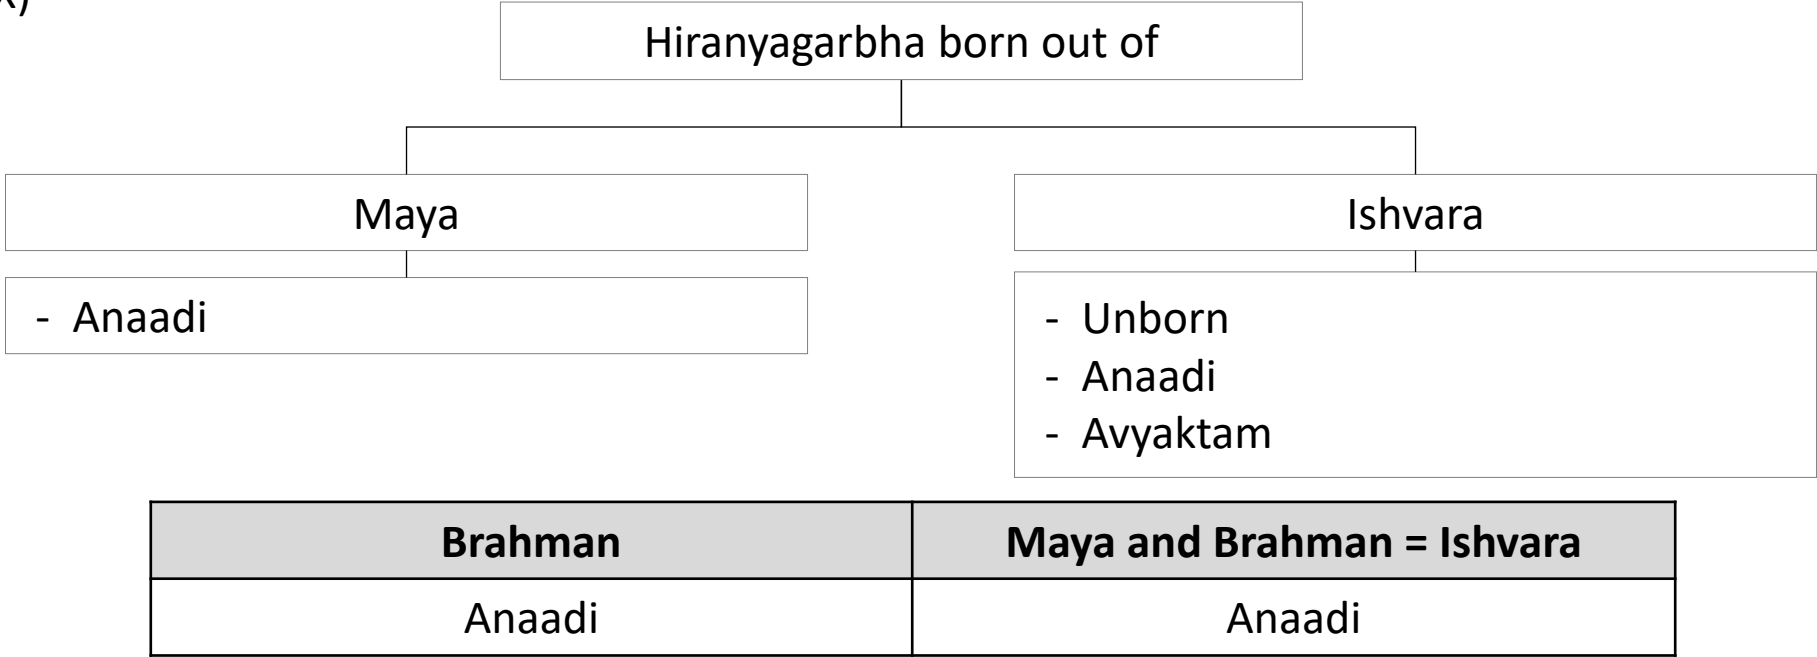 Hiranyagarbha born out of
Maya
Ishvara
- Anaadi
- Unborn
- Anaadi
- Avyaktam
Brahman
Maya and Brahman = Ishvara
Anaadi
Anaadi